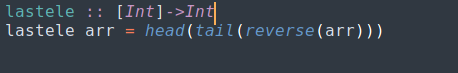 lastele :: [Int]->Int
lastele arr = head(tail(reverse(arr)))